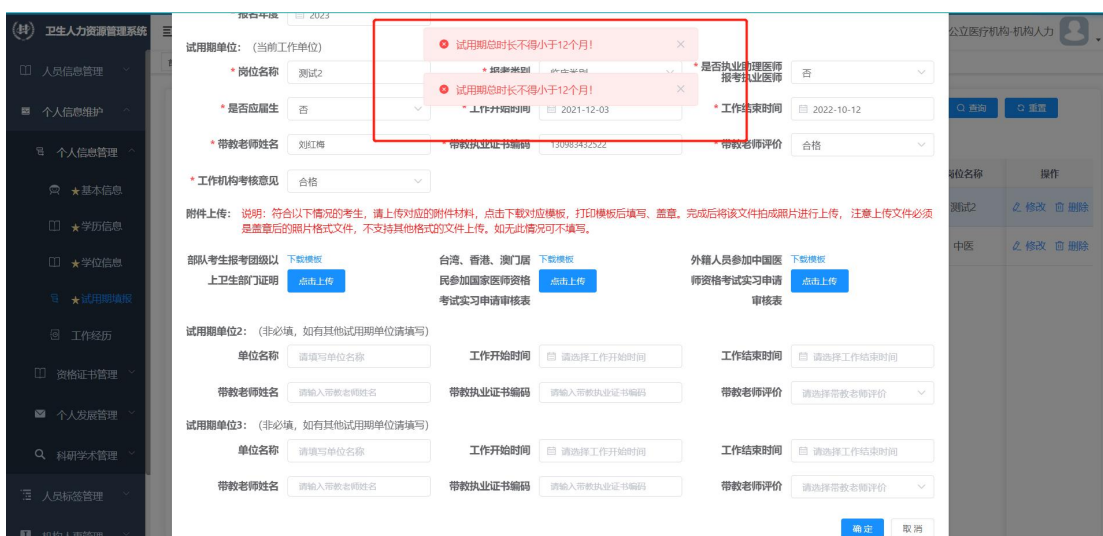 卫生人力资源管理系统
报名年度 2023
公立医疗机构-机构人力
试用期总时长不得小于12个月!
试用期总时长不得小于12个月!
试用期单位: (当前工作单位)
* 岗位名称 测试2 * 报考类别 临床类别 * 是否执业助理医师报考执业医师 否
* 是否应届生 否 * 工作开始时间 2021-12-03 * 工作结束时间 2022-10-12
* 带教老师姓名 刘红梅 * 带教执业证书编码 130983432522 * 带教老师评价 合格
* 工作机构考核意见 合格
附件上传: 说明:符合以下情况的考生,请上传对应的附件材料,点击下载对应模板,打印模板后填写、盖章。完成后将该文件拍成照片进行上传, 注意上传文件必须
是盖章后的照片格式文件,不支持其他格式的文件上传。如无此情况可不填写。
部队考生报考团级以上卫生部门证明 下载模板 点击上传
台湾、香港、澳门居民参加国家医师资格考试实习申请审核表 下载模板 点击上传
外籍人员参加中国医师资格考试实习申请审核表 下载模板 点击上传
试用期单位2: (非必填,如有其他试用期单位请填写)
单位名称 请填写单位名称 工作开始时间 请选择工作开始时间 工作结束时间 请选择工作结束时间
带教老师姓名 请输入带教老师姓名 带教执业证书编码 请输入带教执业证书编码 带教老师评价 请选择带教老师评价
试用期单位3: (非必填,如有其他试用期单位请填写)
单位名称 请填写单位名称 工作开始时间 请选择工作开始时间 工作结束时间 请选择工作结束时间
带教老师姓名 请输入带教老师姓名 带教执业证书编码 请输入带教执业证书编码 带教老师评价 请选择带教老师评价
确定 取消
人员信息管理
个人信息维护
个人信息管理
★基本信息
★学历信息
★学位信息
★试用期填报
工作经历
资格证书管理
个人发展管理
科研学术管理
人员标签管理
机构人事管理
查询 重置
岗位名称 操作
测试2 修改 删除
中医 修改 删除